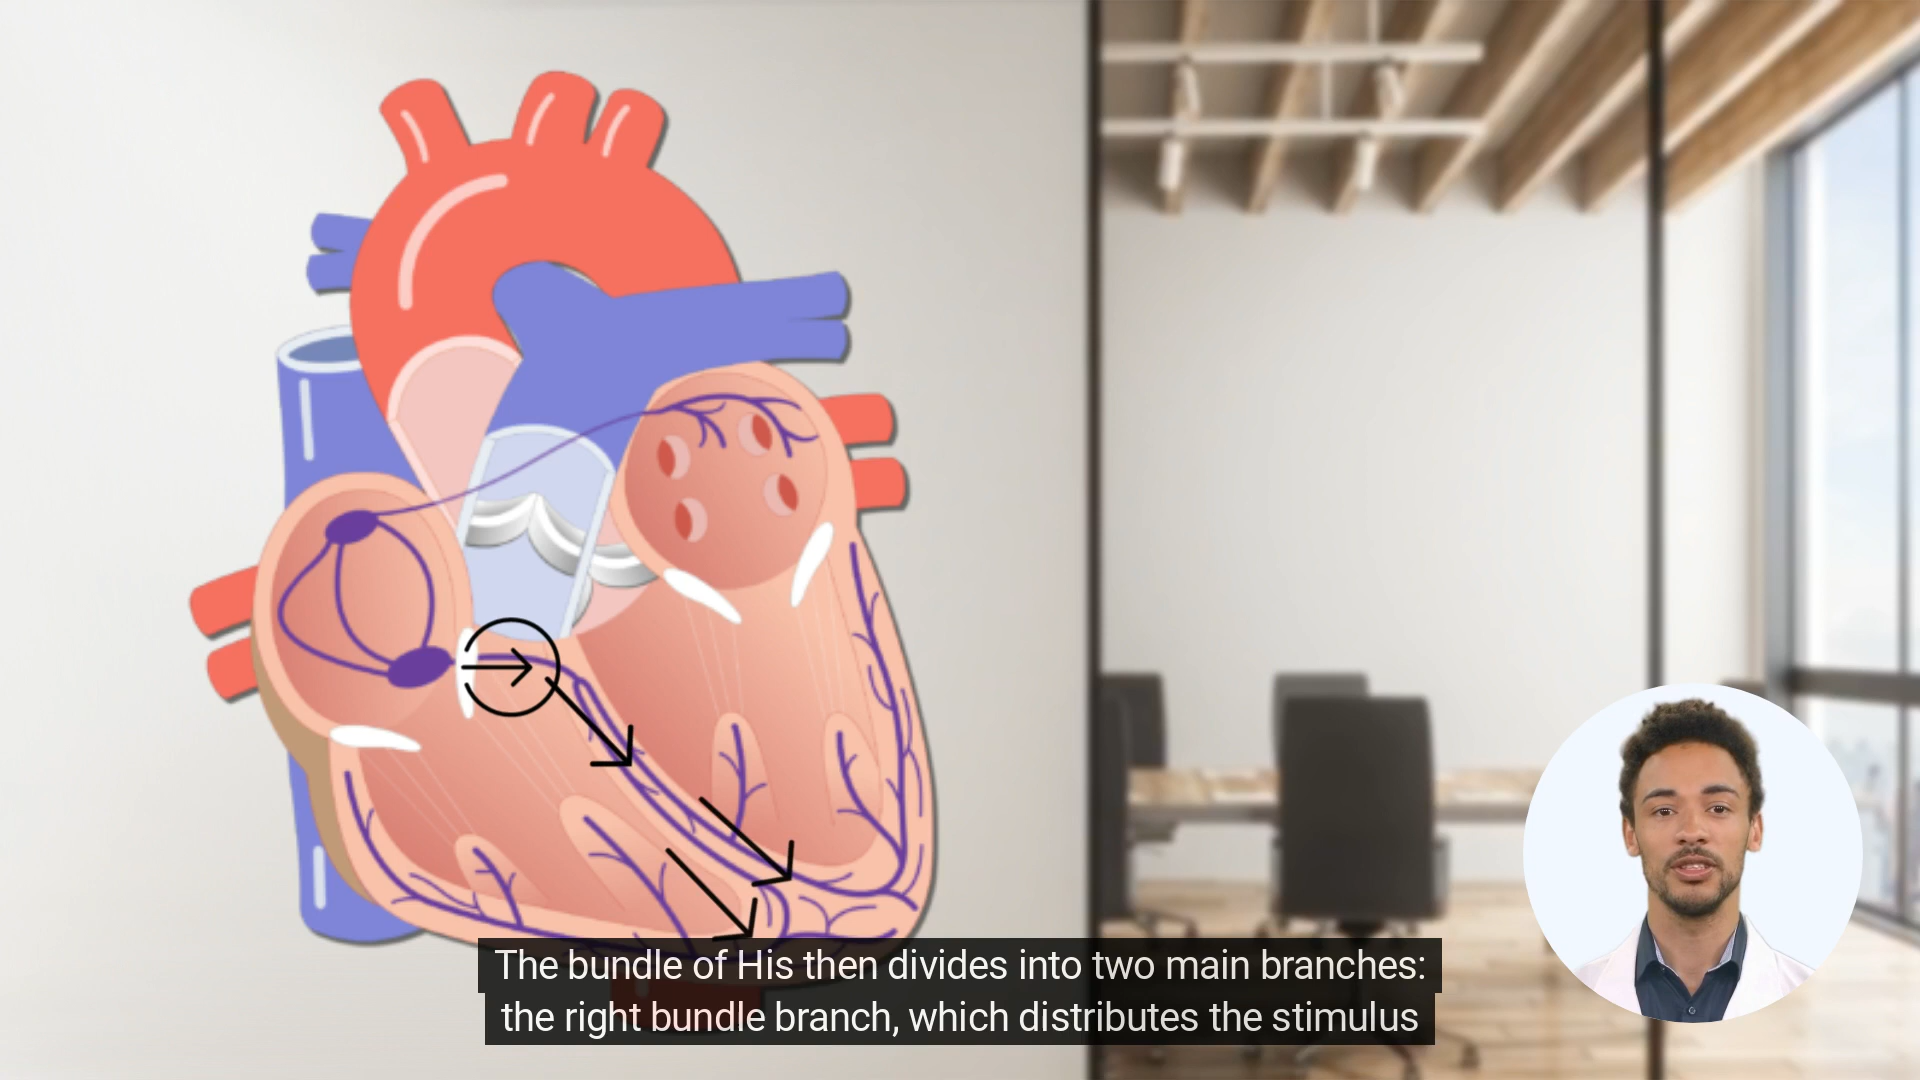 The bundle of His then divides into two main branches:
the right bundle branch, which distributes the stimulus